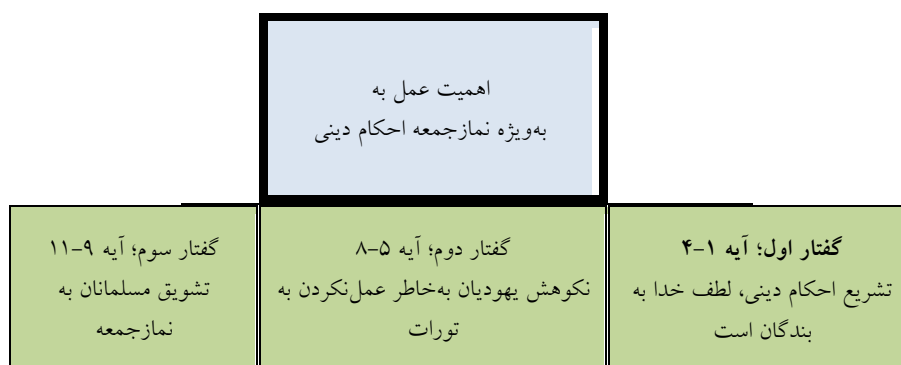 اهمیت عمل به
به‌ویژه نمازجمعه احکام دینی
گفتار اول؛ آیه ۱-۴
تشریع احکام دینی، لطف خدا به
بندگان است
گفتار دوم؛ آیه ۵-۸
نکوهش یهودیان به‌خاطر عمل‌نکردن به
تورات
گفتار سوم؛ آیه ۹-۱۱
تشویق مسلمانان به
نمازجمعه